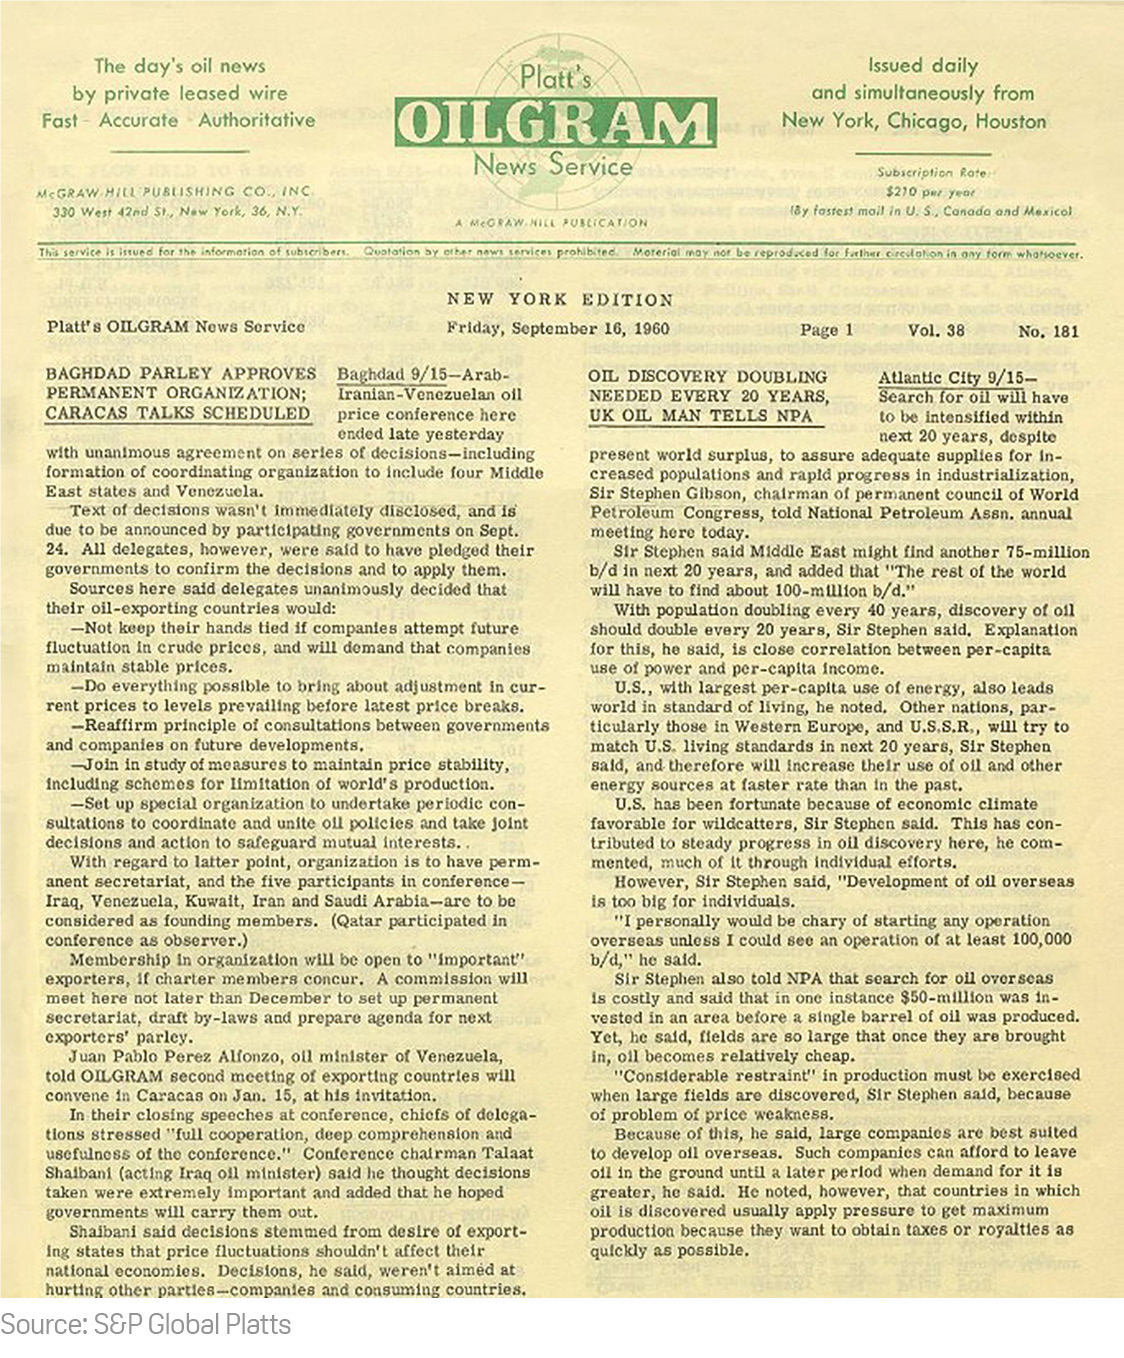 The day's oil news
by private leased wire
Fast - Accurate - Authoritative
McGRAW-HILL PUBLISHING CO., INC.
330 West 42nd St., New York, 36, N.Y.
Platt's
OILGRAM
News Service
A McGRAW-HILL PUBLICATION
Issued daily
and simultaneously from
New York, Chicago, Houston
Subscription Rate:
$210 per year
(By fastest mail in U. S., Canada and Mexico)
This service is issued for the information of subscribers. Quotation by other news services prohibited. Material may not be reproduced for further circulation in any form whatsoever.
NEW YORK EDITION
Platt's OILGRAM News Service Friday, September 16, 1960 Page 1 Vol. 38 No. 181
BAGHDAD PARLEY APPROVES
PERMANENT ORGANIZATION;
CARACAS TALKS SCHEDULED
Baghdad 9/15—Arab-
Iranian-Venezuelan oil
price conference here
ended late yesterday
with unanimous agreement on series of decisions—including
formation of coordinating organization to include four Middle
East states and Venezuela.
Text of decisions wasn't immediately disclosed, and is
due to be announced by participating governments on Sept.
24. All delegates, however, were said to have pledged their
governments to confirm the decisions and to apply them.
Sources here said delegates unanimously decided that
their oil-exporting countries would:
—Not keep their hands tied if companies attempt future
fluctuation in crude prices, and will demand that companies
maintain stable prices.
—Do everything possible to bring about adjustment in cur-
rent prices to levels prevailing before latest price breaks.
—Reaffirm principle of consultations between governments
and companies on future developments.
—Join in study of measures to maintain price stability,
including schemes for limitation of world's production.
—Set up special organization to undertake periodic con-
sultations to coordinate and unite oil policies and take joint
decisions and action to safeguard mutual interests. .
With regard to latter point, organization is to have perm-
anent secretariat, and the five participants in conference—
Iraq, Venezuela, Kuwait, Iran and Saudi Arabia—are to be
considered as founding members. (Qatar participated in
conference as observer.)
Membership in organization will be open to "important"
exporters, if charter members concur. A commission will
meet here not later than December to set up permanent
secretariat, draft by-laws and prepare agenda for next
exporters' parley.
Juan Pablo Perez Alfonzo, oil minister of Venezuela,
told OILGRAM second meeting of exporting countries will
convene in Caracas on Jan. 15, at his invitation.
In their closing speeches at conference, chiefs of delega-
tions stressed "full cooperation, deep comprehension and
usefulness of the conference." Conference chairman Talaat
Shaibani (acting Iraq oil minister) said he thought decisions
taken were extremely important and added that he hoped
governments will carry them out.
Shaibani said decisions stemmed from desire of export-
ing states that price fluctuations shouldn't affect their
national economies. Decisions, he said, weren't aimed at
hurting other parties—companies and consuming countries.
OIL DISCOVERY DOUBLING
NEEDED EVERY 20 YEARS,
UK OIL MAN TELLS NPA
Atlantic City 9/15—
Search for oil will have
to be intensified within
next 20 years, despite
present world surplus, to assure adequate supplies for in-
creased populations and rapid progress in industrialization,
Sir Stephen Gibson, chairman of permanent council of World
Petroleum Congress, told National Petroleum Assn. annual
meeting here today.
Sir Stephen said Middle East might find another 75-million
b/d in next 20 years, and added that "The rest of the world
will have to find about 100-million b/d."
With population doubling every 40 years, discovery of oil
should double every 20 years, Sir Stephen said. Explanation
for this, he said, is close correlation between per-capita
use of power and per-capita income.
U.S., with largest per-capita use of energy, also leads
world in standard of living, he noted. Other nations, par-
ticularly those in Western Europe, and U.S.S.R., will try to
match U.S. living standards in next 20 years, Sir Stephen
said, and therefore will increase their use of oil and other
energy sources at faster rate than in the past.
U.S. has been fortunate because of economic climate
favorable for wildcatters, Sir Stephen said. This has con-
tributed to steady progress in oil discovery here, he com-
mented, much of it through individual efforts.
However, Sir Stephen said, "Development of oil overseas
is too big for individuals.
"I personally would be chary of starting any operation
overseas unless I could see an operation of at least 100,000
b/d," he said.
Sir Stephen also told NPA that search for oil overseas
is costly and said that in one instance $50-million was in-
vested in an area before a single barrel of oil was produced.
Yet, he said, fields are so large that once they are brought
in, oil becomes relatively cheap.
"Considerable restraint" in production must be exercised
when large fields are discovered, Sir Stephen said, because
of problem of price weakness.
Because of this, he said, large companies are best suited
to develop oil overseas. Such companies can afford to leave
oil in the ground until a later period when demand for it is
greater, he said. He noted, however, that countries in which
oil is discovered usually apply pressure to get maximum
production because they want to obtain taxes or royalties as
quickly as possible.
Source: S&P Global Platts